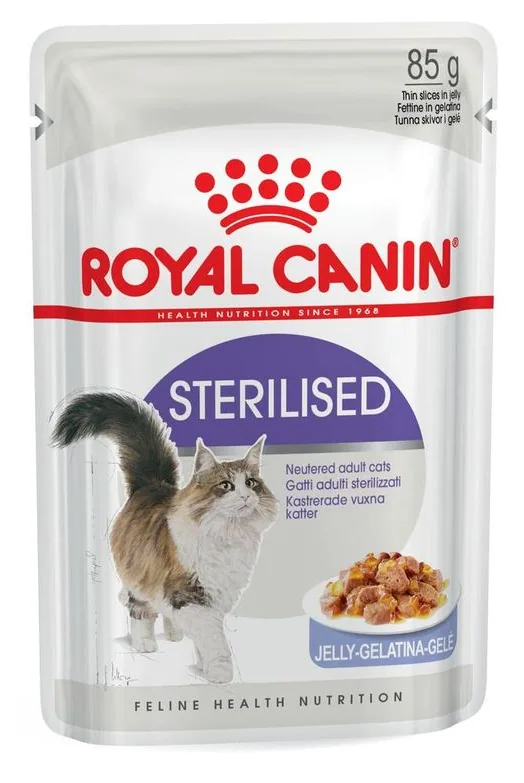 85 g
Thin slices in jelly
Fettine in gelatina
Tunna skivor i gelé
ROYAL CANIN®
HEALTH NUTRITION SINCE 1968
STERILISED
Neutered adult cats
Gatti adulti sterilizzati
Kastrerade vuxna
katter
JELLY-GELATINA-GELÉ
FELINE HEALTH NUTRITION